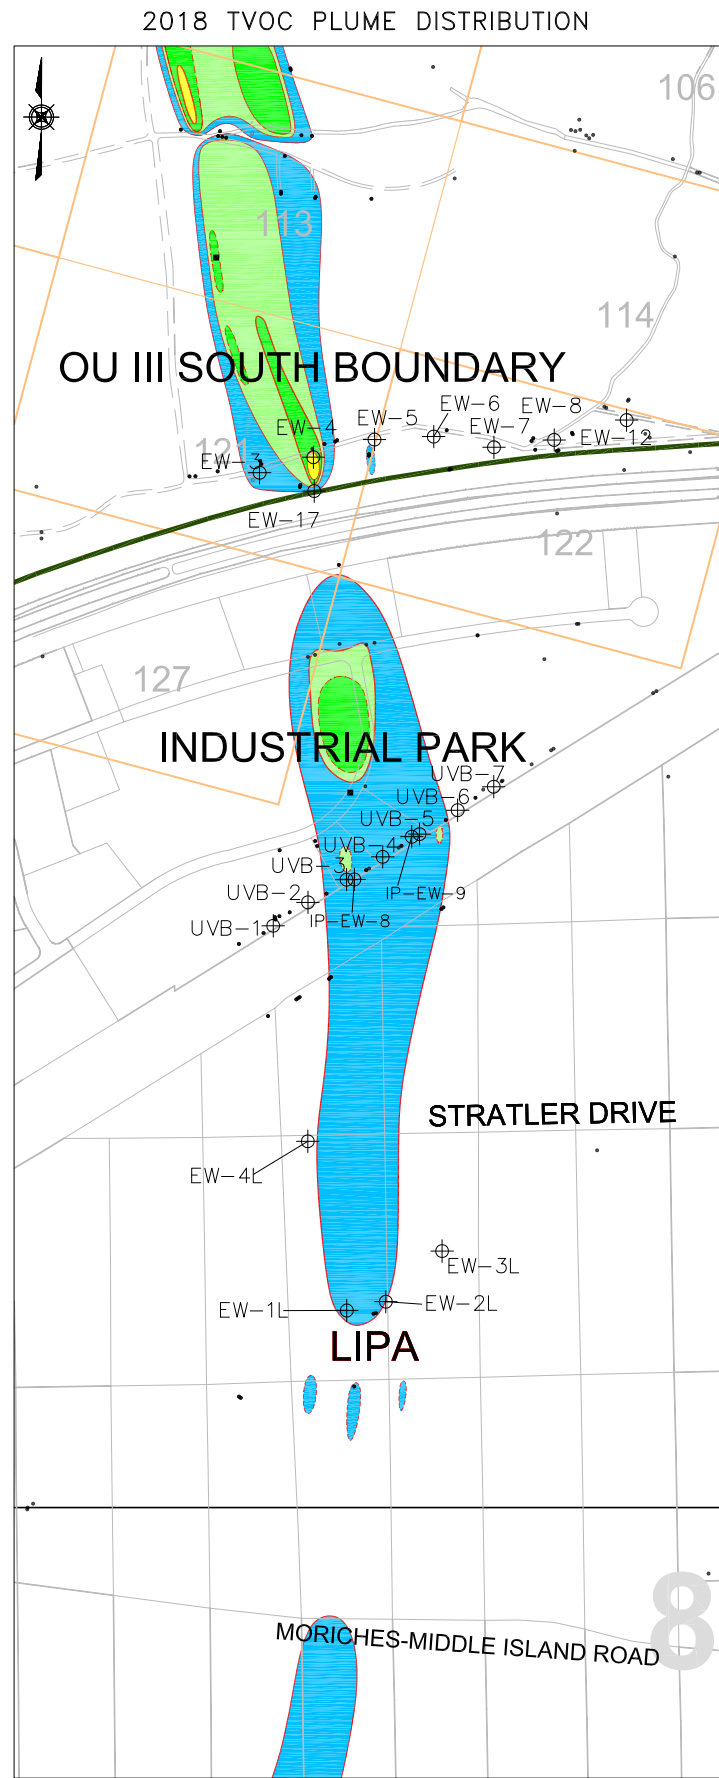 2018 TVOC PLUME DISTRIBUTION
106
113
114
OU III SOUTH BOUNDARY
EW-6
EW-8
EW-5
EW-7
EW-4
EW-12
121
EW-3
EW-17
122
127
INDUSTRIAL PARK
UVB-7
UVB-6
UVB-5
UVB-4
UVB-3
UVB-2
IP-EW-9
UVB-1
IP-EW-8
STRATLER DRIVE
EW-4L
EW-3L
EW-1L
EW-2L
LIPA
8
MORICHES-MIDDLE ISLAND ROAD